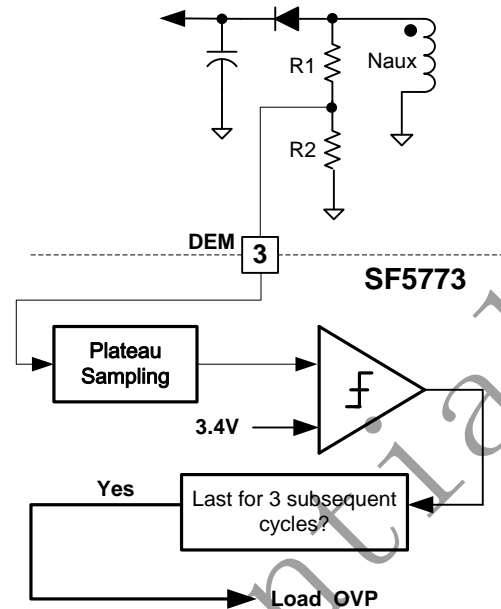 R1
Naux
R2
DEM
3
SF5773
Plateau
Sampling
3.4V
Yes
Last for 3 subsequent
cycles?
Load OVP